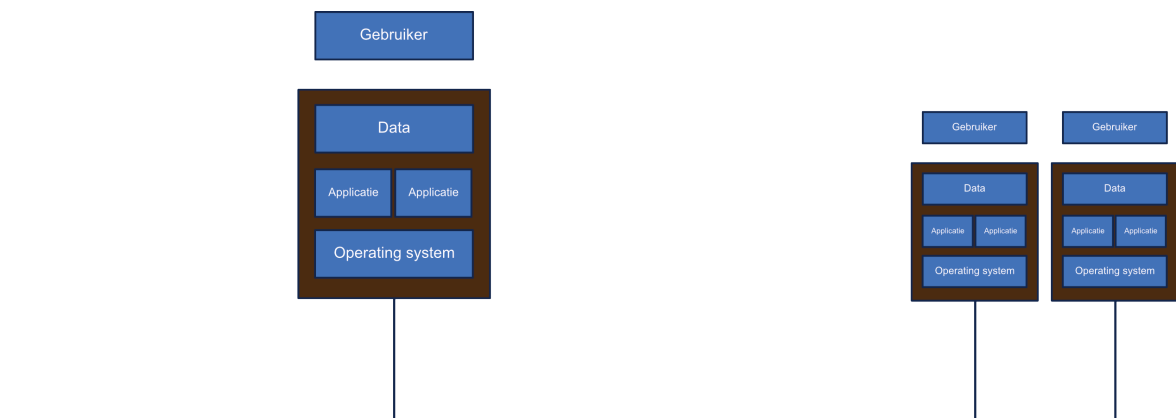 Gebruiker
Data
Applicatie Applicatie
Operating system
Gebruiker Gebruiker
Data Data
Applicatie Applicatie Applicatie Applicatie
Operating system Operating system